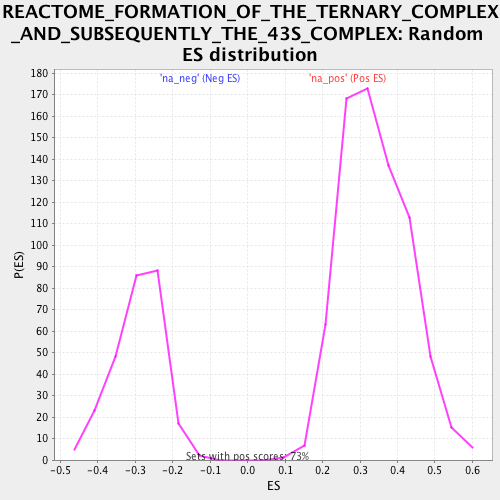 REACTOME_FORMATION_OF_THE_TERNARY_COMPLEX
_AND_SUBSEQUENTLY_THE_43S_COMPLEX: Random
ES distribution
'na_neg' (Neg ES) 'na_pos' (Pos ES)
180
170
160
150
140
130
120
110
100
90
80
70
60
50
40
30
20
10
0
P(ES)
Sets with pos scores: 73%
-0.5 -0.4 -0.3 -0.2 -0.1 0.0 0.1 0.2 0.3 0.4 0.5 0.6
ES